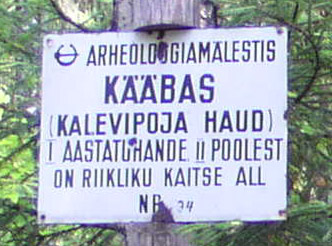 ARHEOLOOGIAMÄLESTIS
KÄÄBAS
(KALEVIPOJA HAUD)
I AASTATUHANDE II POOLEST
ON RIIKLIKU KAITSE ALL
NR 34